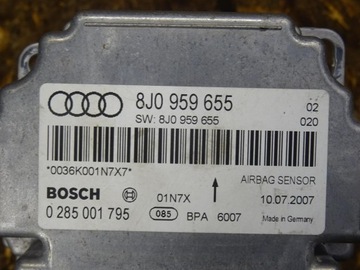 8J0 959 655 02
SW: 8J0 959 655 020
*0036K001N7X7*
AIRBAG SENSOR
BOSCH 01N7X 10.07.2007
0 285 001 795 085 BPA 6007 Made in Germany